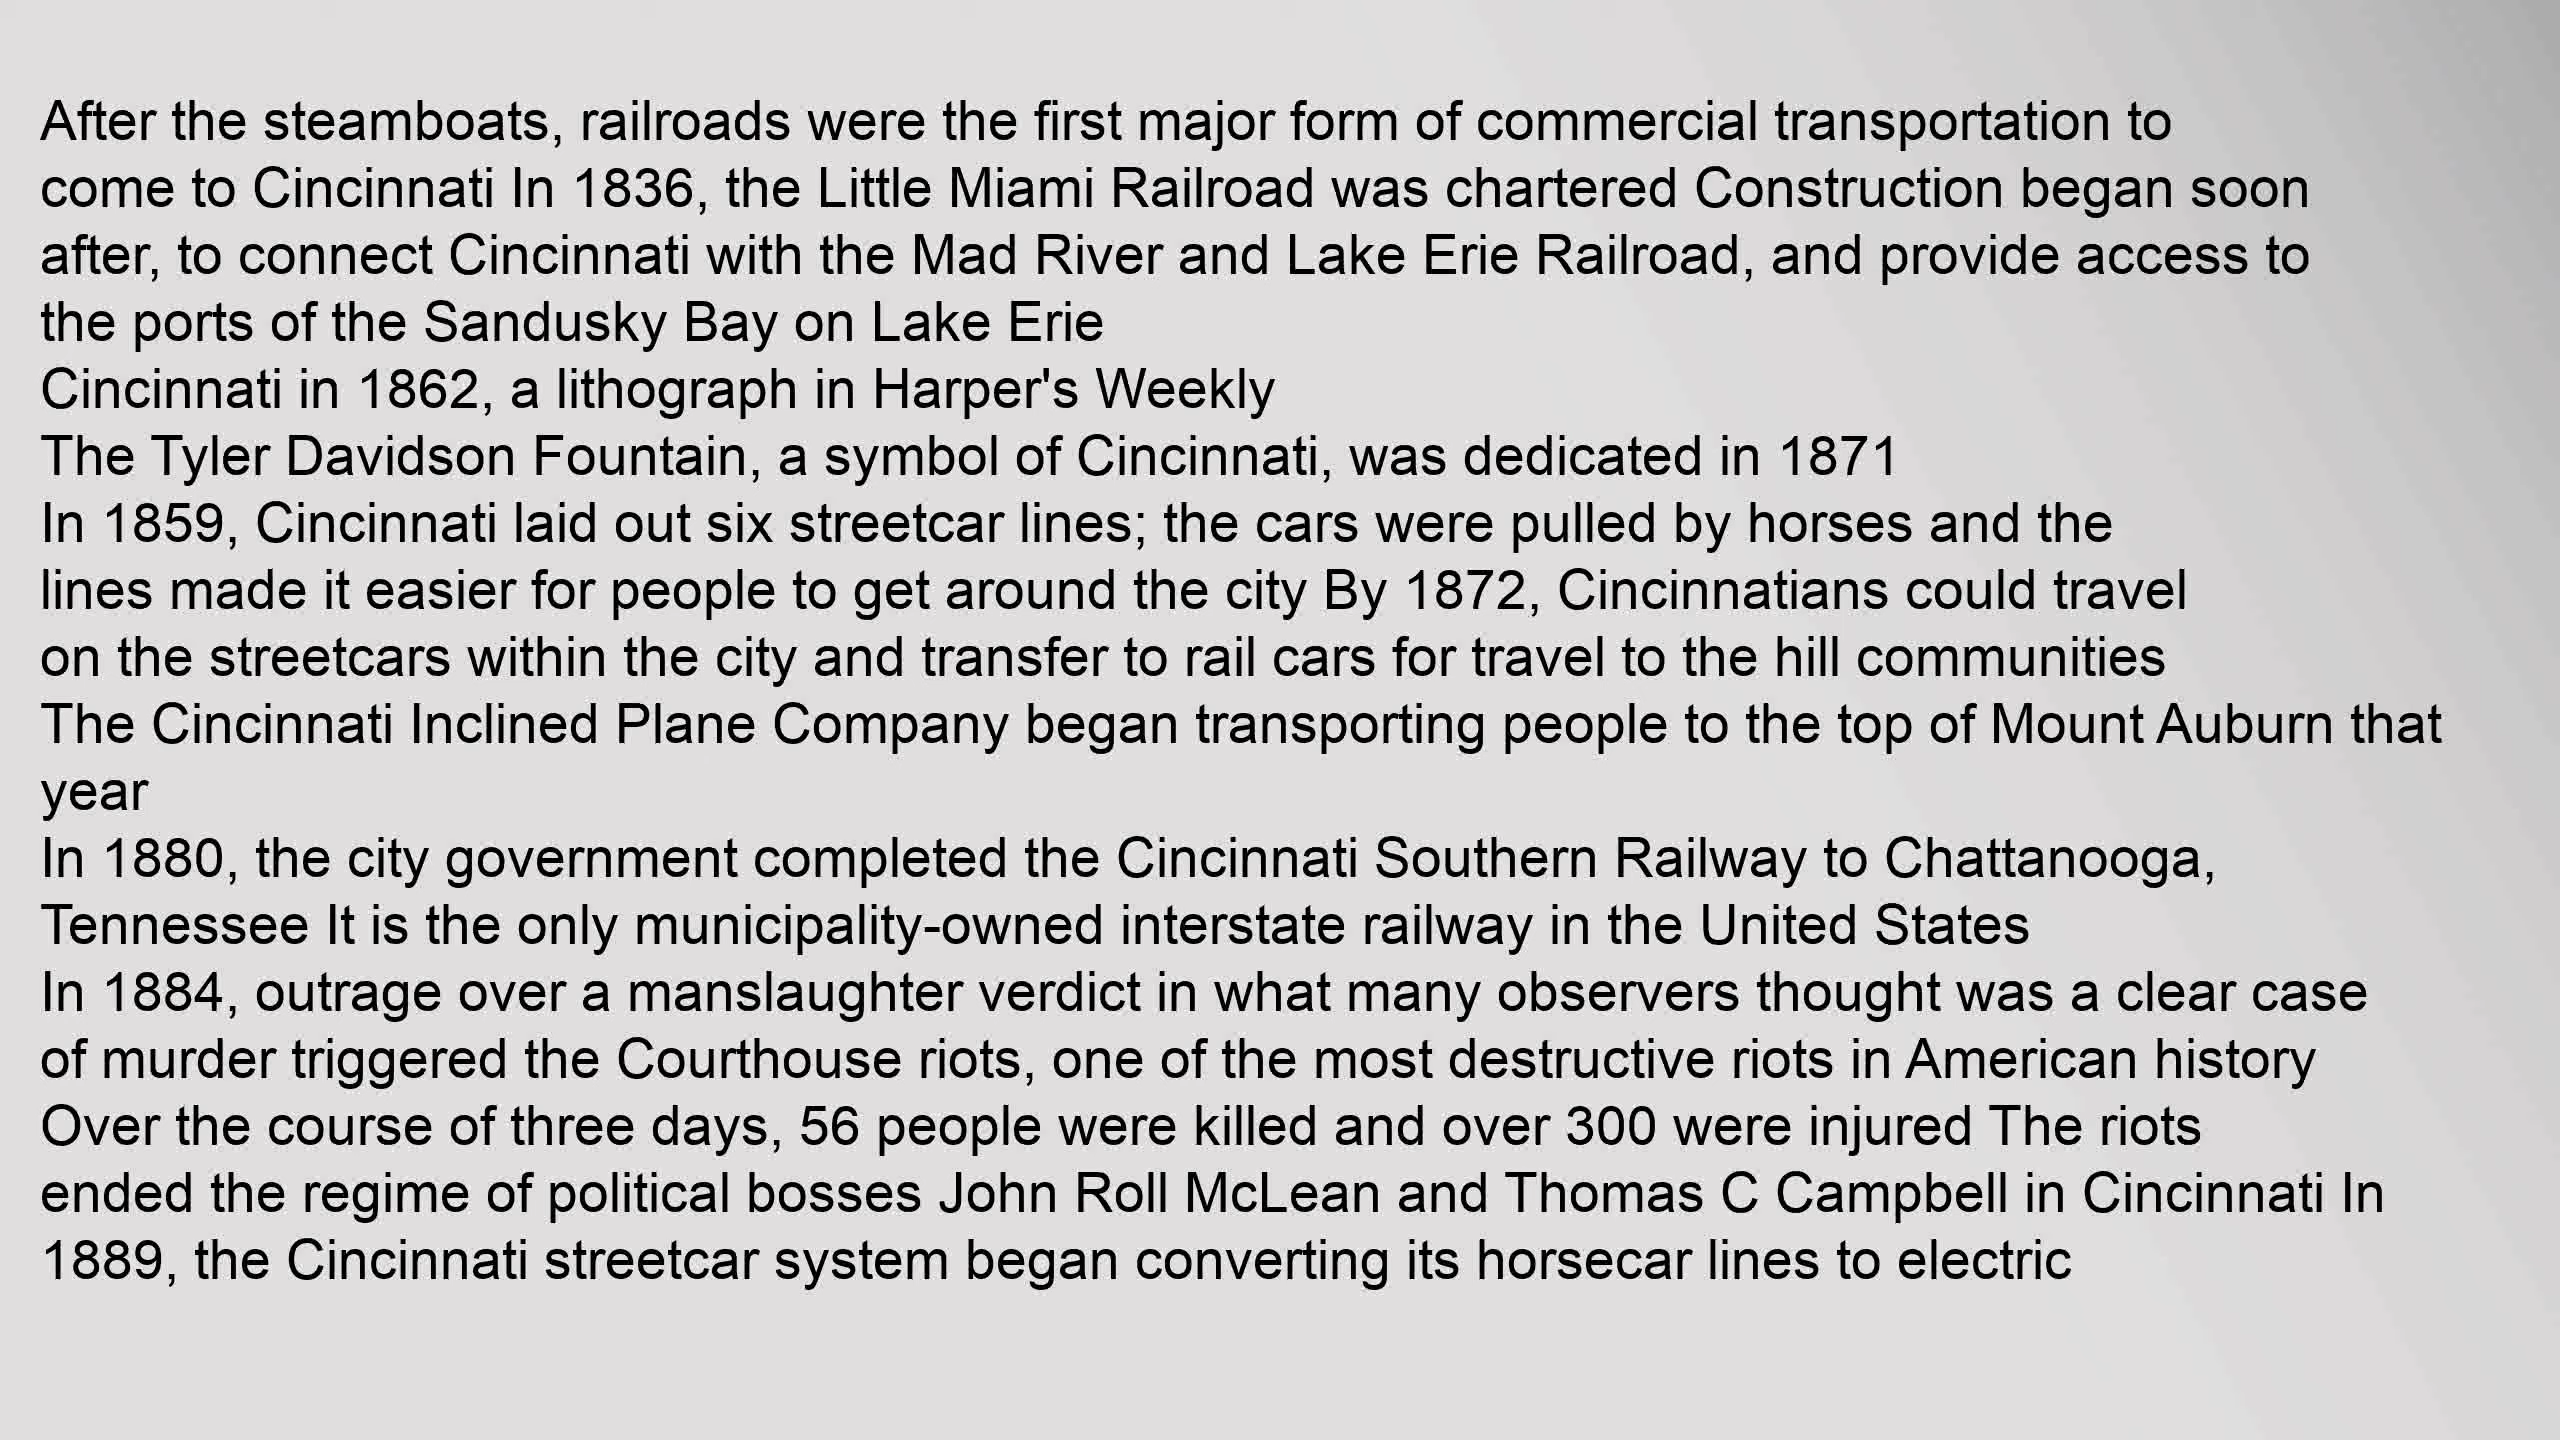 After the steamboats, railroads were the first major form of commercial transportation to
come to Cincinnati In 1836, the Little Miami Railroad was chartered Construction began soon
after, to connect Cincinnati with the Mad River and Lake Erie Railroad, and provide access to
the ports of the Sandusky Bay on Lake Erie
Cincinnati in 1862, a lithograph in Harper's Weekly
The Tyler Davidson Fountain, a symbol of Cincinnati, was dedicated in 1871
In 1859, Cincinnati laid out six streetcar lines; the cars were pulled by horses and the
lines made it easier for people to get around the city By 1872, Cincinnatians could travel
on the streetcars within the city and transfer to rail cars for travel to the hill communities
The Cincinnati Inclined Plane Company began transporting people to the top of Mount Auburn that
year
In 1880, the city government completed the Cincinnati Southern Railway to Chattanooga,
Tennessee It is the only municipality-owned interstate railway in the United States
In 1884, outrage over a manslaughter verdict in what many observers thought was a clear case
of murder triggered the Courthouse riots, one of the most destructive riots in American history
Over the course of three days, 56 people were killed and over 300 were injured The riots
ended the regime of political bosses John Roll McLean and Thomas C Campbell in Cincinnati In
1889, the Cincinnati streetcar system began converting its horsecar lines to electric